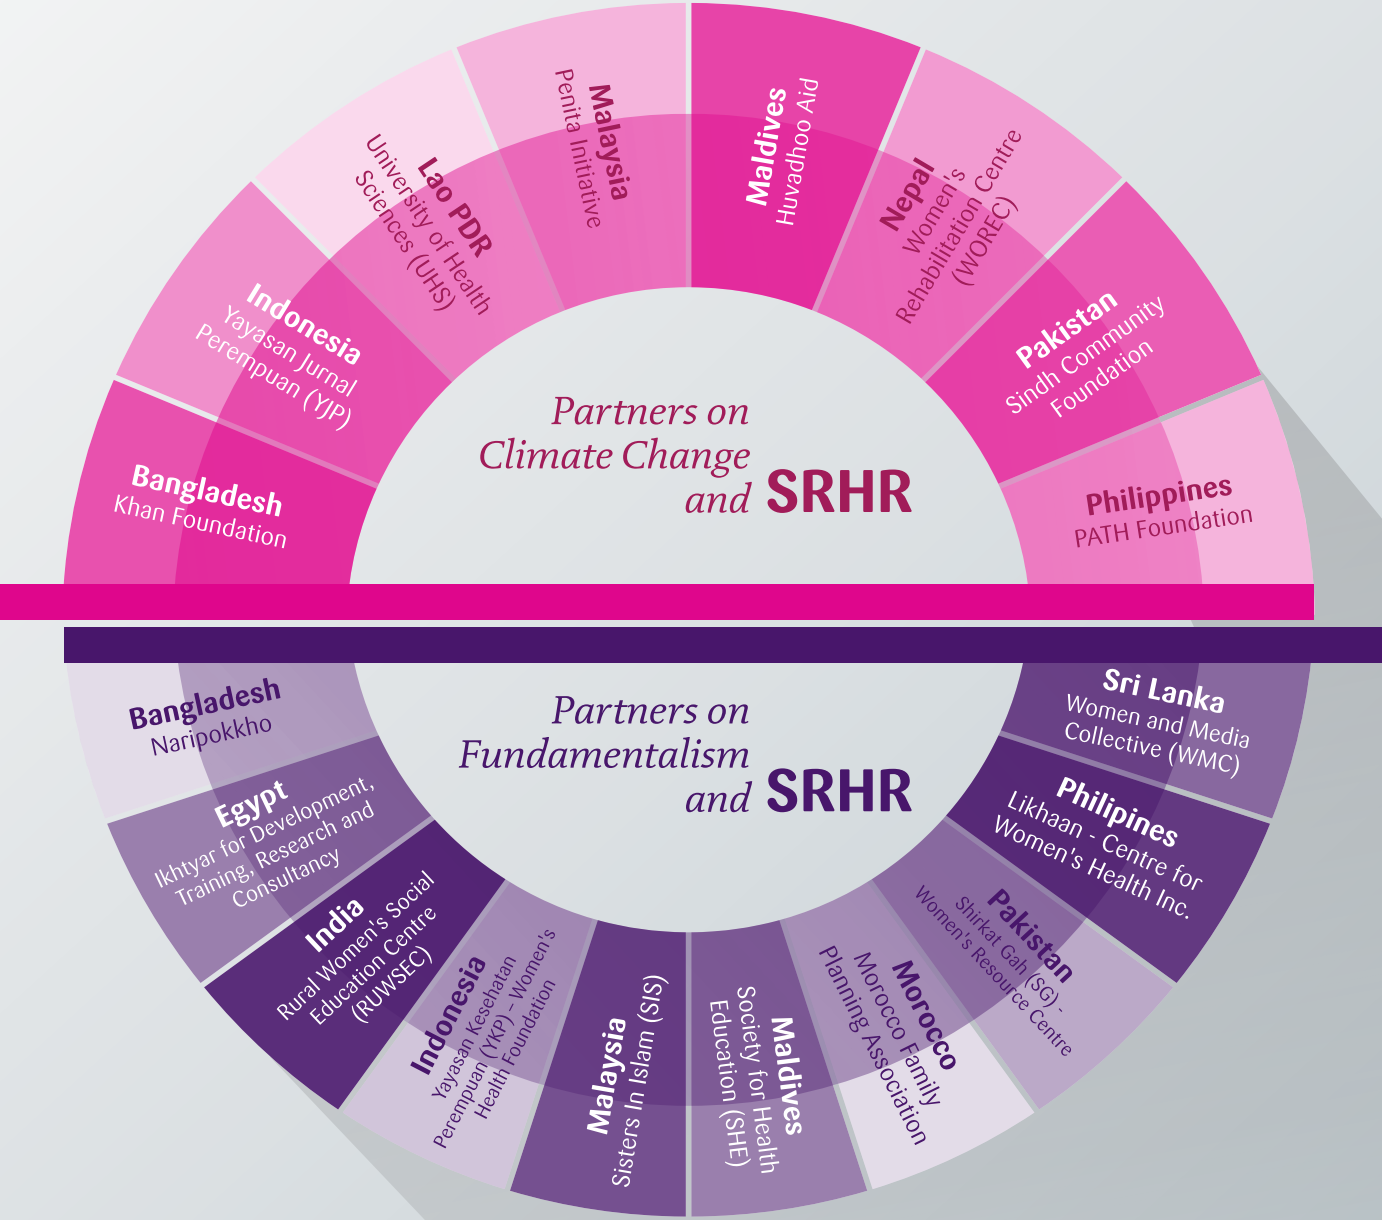 Bangladesh
Khan Foundation
Indonesia
Yayasan Jurnal
Perempuan (YJP)
Lao PDR
University of Health
Sciences (UHS)
Malaysia
Penita Initiative
Maldives
Huvadhoo Aid
Nepal
Women's
Rehabilitation Centre
(WOREC)
Pakistan
Sindh Community
Foundation
Philippines
PATH Foundation
Partners on
Climate Change
and SRHR
Partners on
Fundamentalism
and SRHR
Bangladesh
Naripokkho
Egypt
Ikhtyar for Development,
Training, Research and
Consultancy
India
Rural Women's Social
Education Centre
(RUWSEC)
Indonesia
Yayasan Kesehatan
Perempuan (YKP) – Women's
Health Foundation
Malaysia
Sisters In Islam (SIS)
Maldives
Society for Health
Education (SHE)
Morocco
Morocco Family
Planning Association
Pakistan
Shirkat Gah (SG) -
Women's Resource Centre
Philipines
Likhaan - Centre for
Women's Health Inc.
Sri Lanka
Women and Media
Collective (WMC)